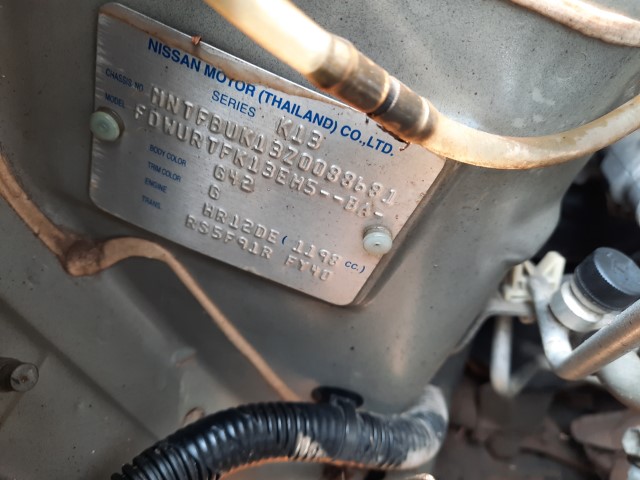 NISSAN MOTOR (THAILAND) CO.,LTD.
SERIES K13
CHASSIS NO MNTFBUK13Z0038681
MODEL FDWURTFK13EH5--BA-
BODY COLOR G42
TRIM COLOR G
ENGINE HR12DE ( 1198 CC.)
TRANS. RS5F91R FY40